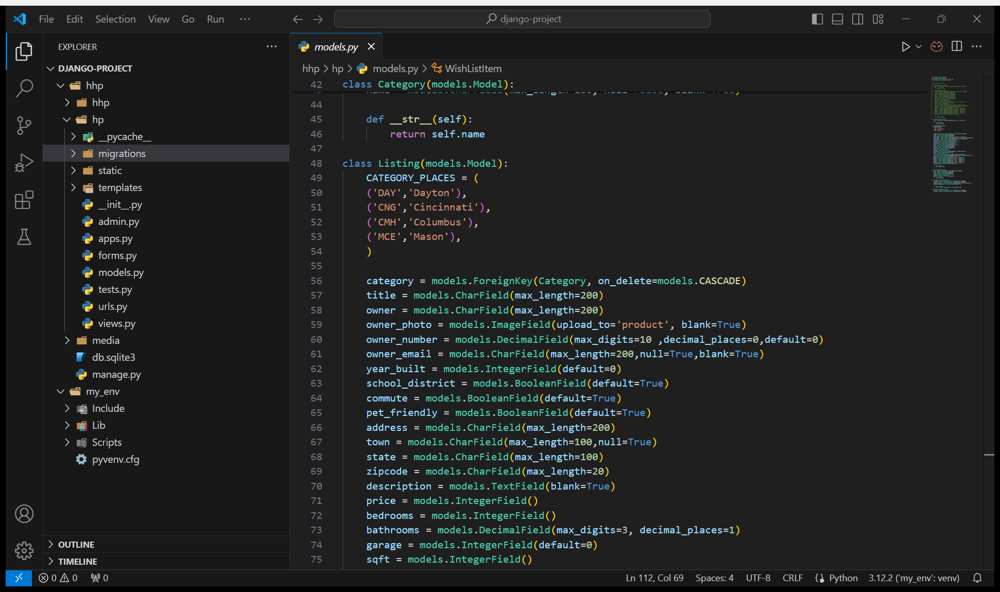 File Edit Selection View Go Run ···
django-project
EXPLORER
DJANGO-PROJECT
hhp
hhp
hp
__pycache__
migrations
static
templates
__init__.py
admin.py
apps.py
forms.py
models.py
tests.py
urls.py
views.py
media
db.sqlite3
manage.py
my_env
Include
Lib
Scripts
pyvenv.cfg
OUTLINE
TIMELINE
models.py
hhp > hp > models.py > WishListItem
42 class Category(models.Model):
44
45 def __str__(self):
46 return self.name
47
48 class Listing(models.Model):
49 CATEGORY_PLACES = (
50 ('DAY','Dayton'),
51 ('CNG','Cincinnati'),
52 ('CMH','Columbus'),
53 ('MCE','Mason'),
54 )
55
56 category = models.ForeignKey(Category, on_delete=models.CASCADE)
57 title = models.CharField(max_length=200)
58 owner = models.CharField(max_length=200)
59 owner_photo = models.ImageField(upload_to='product', blank=True)
60 owner_number = models.DecimalField(max_digits=10 ,decimal_places=0,default=0)
61 owner_email = models.CharField(max_length=200,null=True,blank=True)
62 year_built = models.IntegerField(default=0)
63 school_district = models.BooleanField(default=True)
64 commute = models.BooleanField(default=True)
65 pet_friendly = models.BooleanField(default=True)
66 address = models.CharField(max_length=200)
67 town = models.CharField(max_length=100,null=True)
68 state = models.CharField(max_length=100)
69 zipcode = models.CharField(max_length=20)
70 description = models.TextField(blank=True)
71 price = models.IntegerField()
72 bedrooms = models.IntegerField()
73 bathrooms = models.DecimalField(max_digits=3, decimal_places=1)
74 garage = models.IntegerField(default=0)
75 sqft = models.IntegerField()
0 0 0
Ln 112, Col 69 Spaces: 4 UTF-8 CRLF Python 3.12.2 ('my_env': venv)